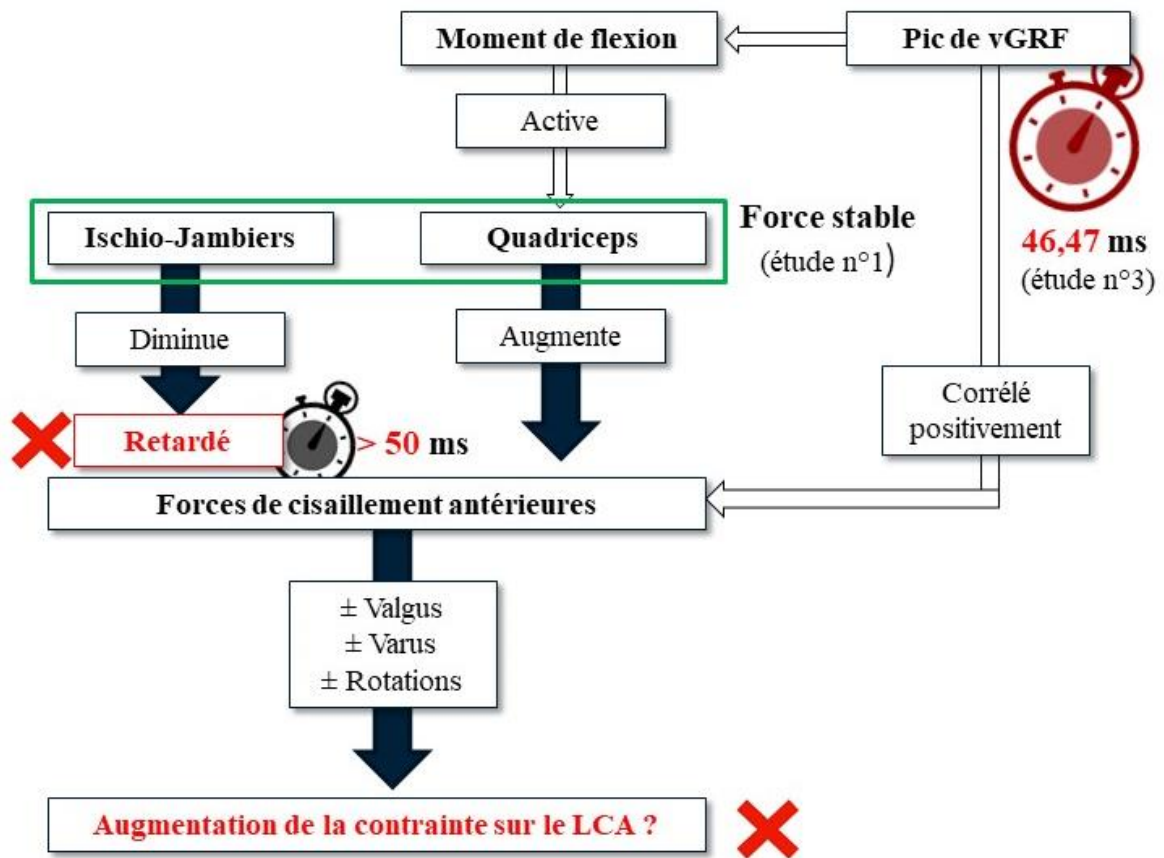 Moment de flexion
Pic de vGRF
Active
Ischio-Jambiers
Quadriceps
Force stable
(étude n°1)
46,47 ms
(étude n°3)
Diminue
Augmente
Corrélé
positivement
Retardé
> 50 ms
Forces de cisaillement antérieures
± Valgus
± Varus
± Rotations
Augmentation de la contrainte sur le LCA ?